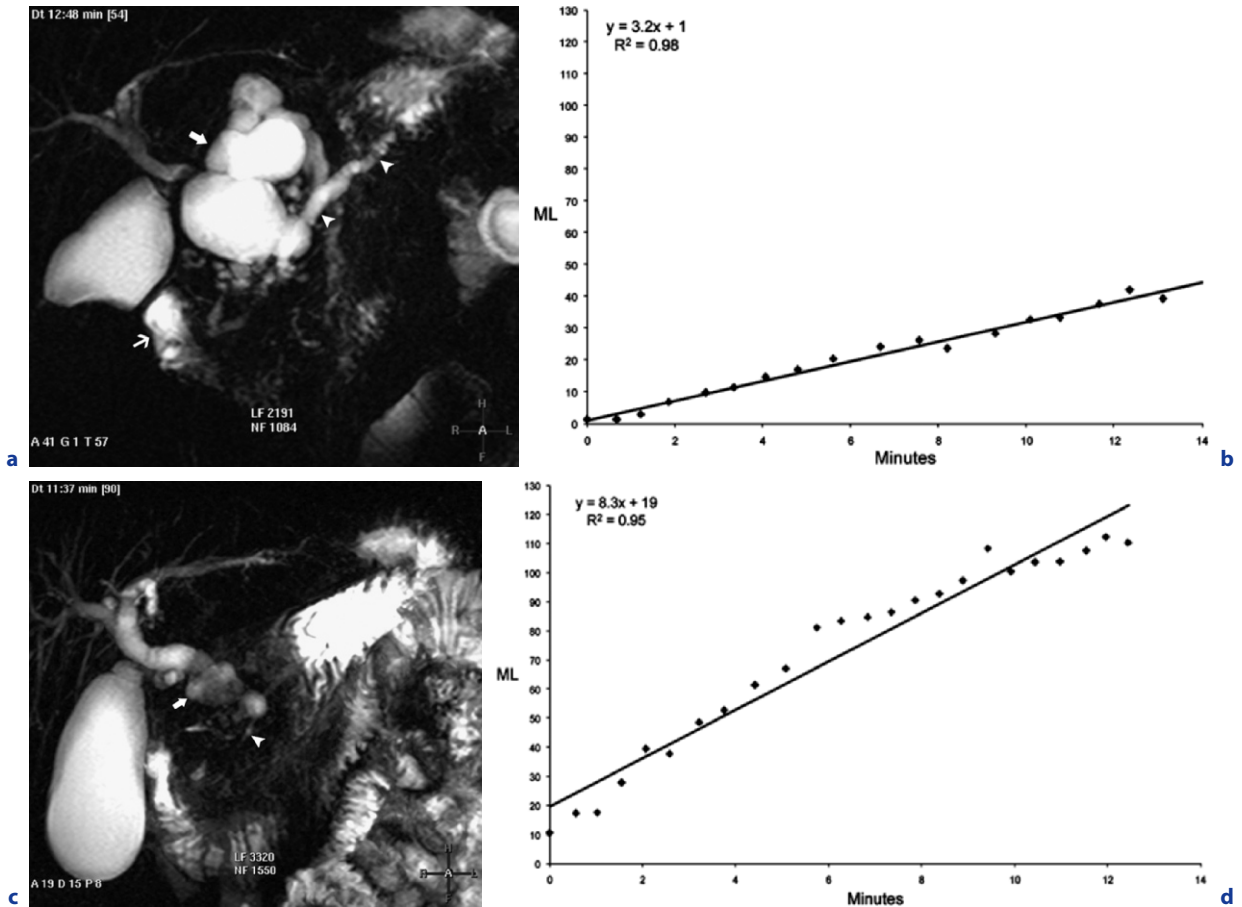 Dt 12:48 min [54]
LF 2191
NF 1084
A 41 G 1 T 57
H
R A L
F
a
y = 3.2x + 1
R² = 0.98
130
120
110
100
90
80
70
60
50
40
30
20
10
0
ML
0 2 4 6 8 10 12 14
Minutes
b
Dt 11:37 min [90]
LF 3320
NF 1550
A 19 D 15 P 8
A
c
y = 8.3x + 19
R² = 0.95
130
120
110
100
90
80
70
60
50
40
30
20
10
0
ML
0 2 4 6 8 10 12 14
Minutes
d